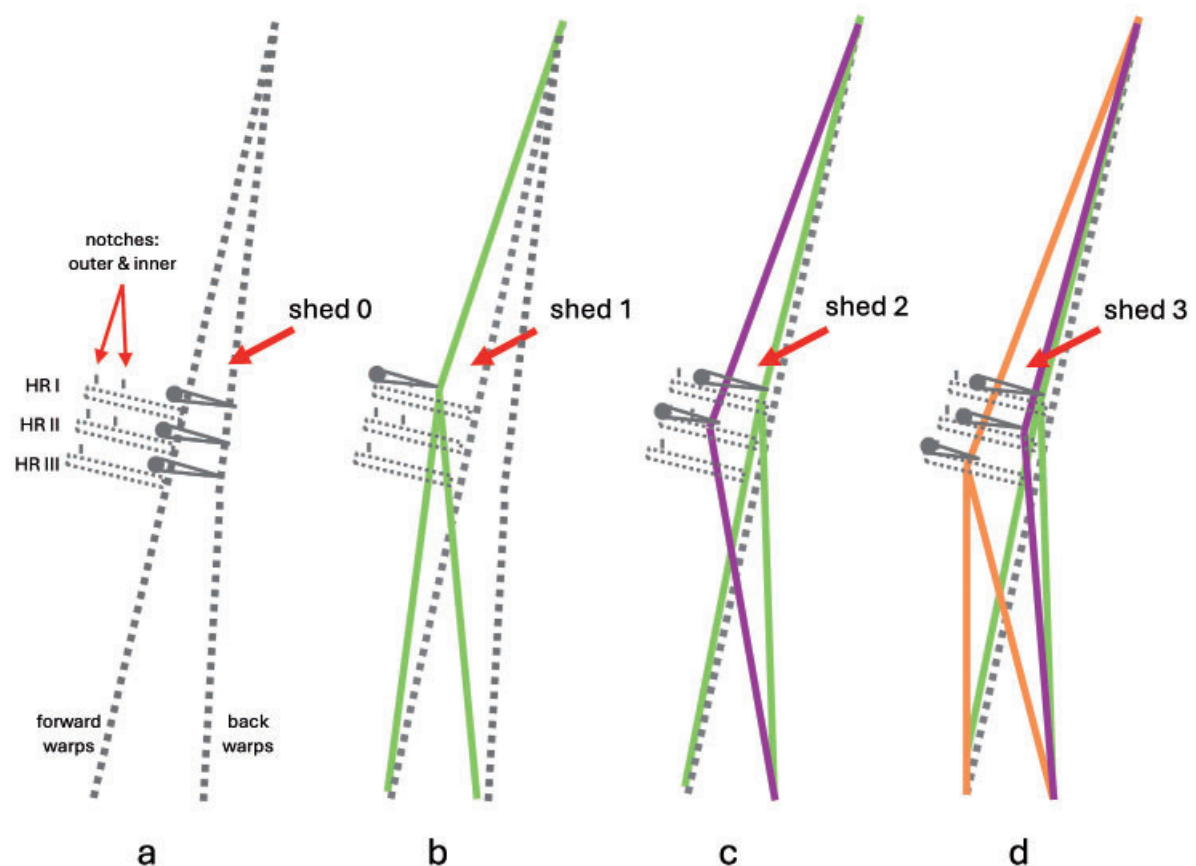 notches:
outer & inner
shed 0
shed 1
shed 2
shed 3
HR I
HR II
HR III
forward
warps
back
warps
a
b
c
d